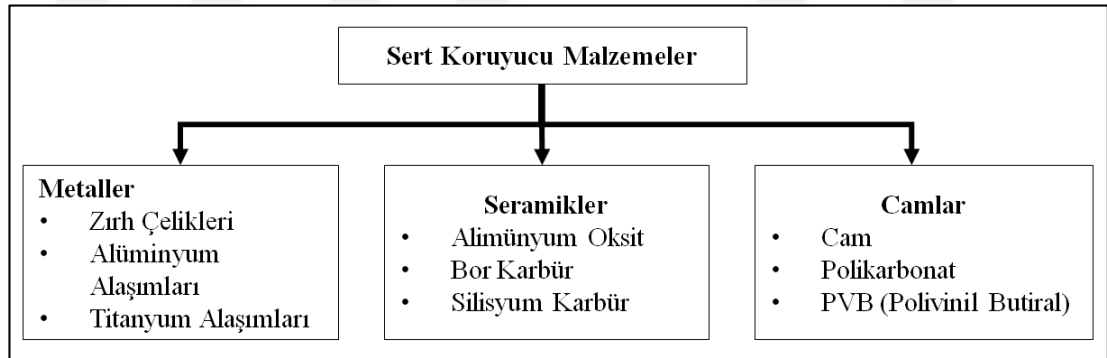 Sert Koruyucu Malzemeler
Metaller
• Zırh Çelikleri
• Alüminyum
Alaşımları
• Titanyum Alaşımları
Seramikler
• Alimünyum Oksit
• Bor Karbür
• Silisyum Karbür
Camlar
• Cam
• Polikarbonat
• PVB (Polivinil Butiral)